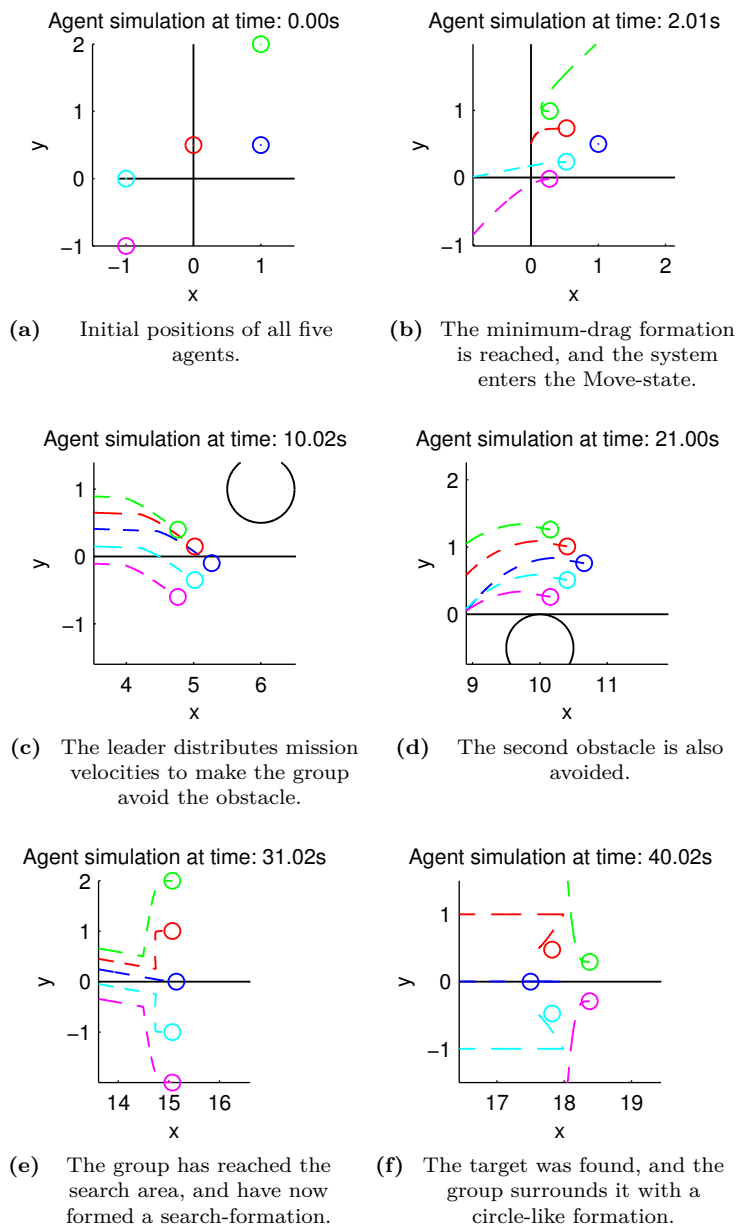 Agent simulation at time: 0.00s
2
1
0
−1
y
−1 0 1
x
(a) Initial positions of all five
agents.
Agent simulation at time: 2.01s
1
0
−1
y
0 1 2
x
(b) The minimum-drag formation
is reached, and the system
enters the Move-state.
Agent simulation at time: 10.02s
1
0
−1
y
4 5 6
x
(c) The leader distributes mission
velocities to make the group
avoid the obstacle.
Agent simulation at time: 21.00s
2
1
0
y
9 10 11
x
(d) The second obstacle is also
avoided.
Agent simulation at time: 31.02s
2
1
0
−1
y
14 15 16
x
(e) The group has reached the
search area, and have now
formed a search-formation.
Agent simulation at time: 40.02s
1
0
−1
y
17 18 19
x
(f) The target was found, and the
group surrounds it with a
circle-like formation.